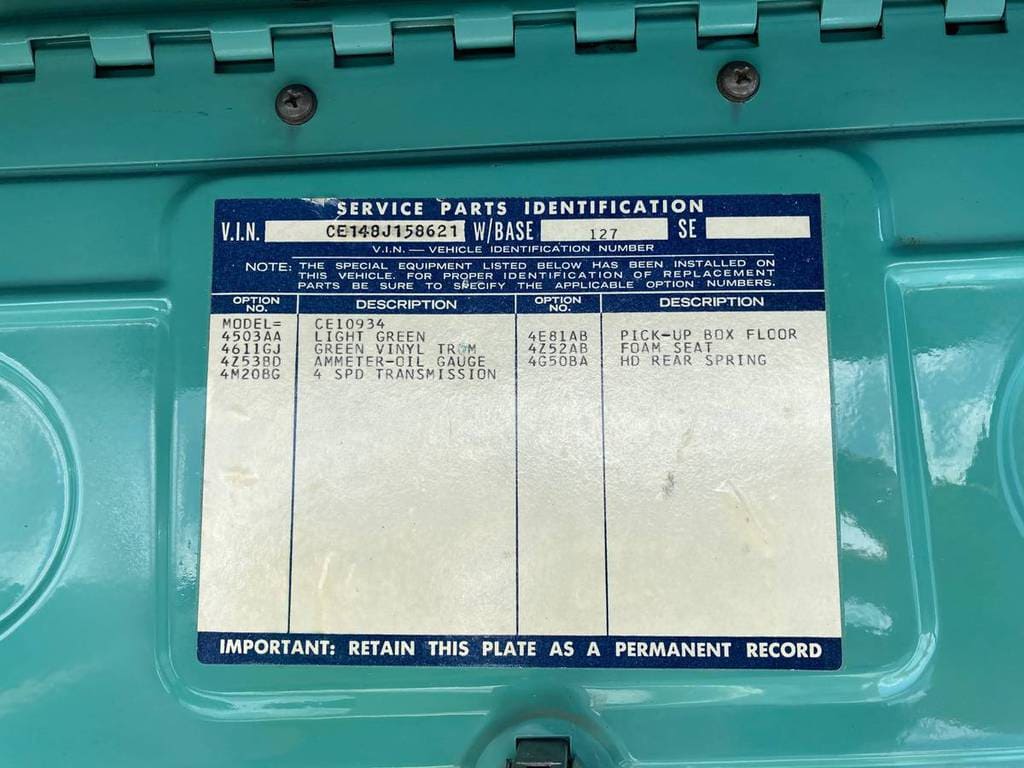 SERVICE PARTS IDENTIFICATION
V.I.N. CE148J158621 W/BASE 127 SE
V.I.N. — VEHICLE IDENTIFICATION NUMBER
NOTE: THE SPECIAL EQUIPMENT LISTED BELOW HAS BEEN INSTALLED ON
THIS VEHICLE. FOR PROPER IDENTIFICATION OF REPLACEMENT
PARTS BE SURE TO SPECIFY THE APPLICABLE OPTION NUMBERS.
OPTION NO. DESCRIPTION OPTION NO. DESCRIPTION
MODEL= CE10934
4503AA LIGHT GREEN 4E81AB PICK-UP BOX FLOOR
4611GJ GREEN VINYL TROM 4Z52AB FOAM SEAT
4Z53BD AMMETER-OIL GAUGE 4G50BA HD REAR SPRING
4M20BG 4 SPD TRANSMISSION
IMPORTANT: RETAIN THIS PLATE AS A PERMANENT RECORD